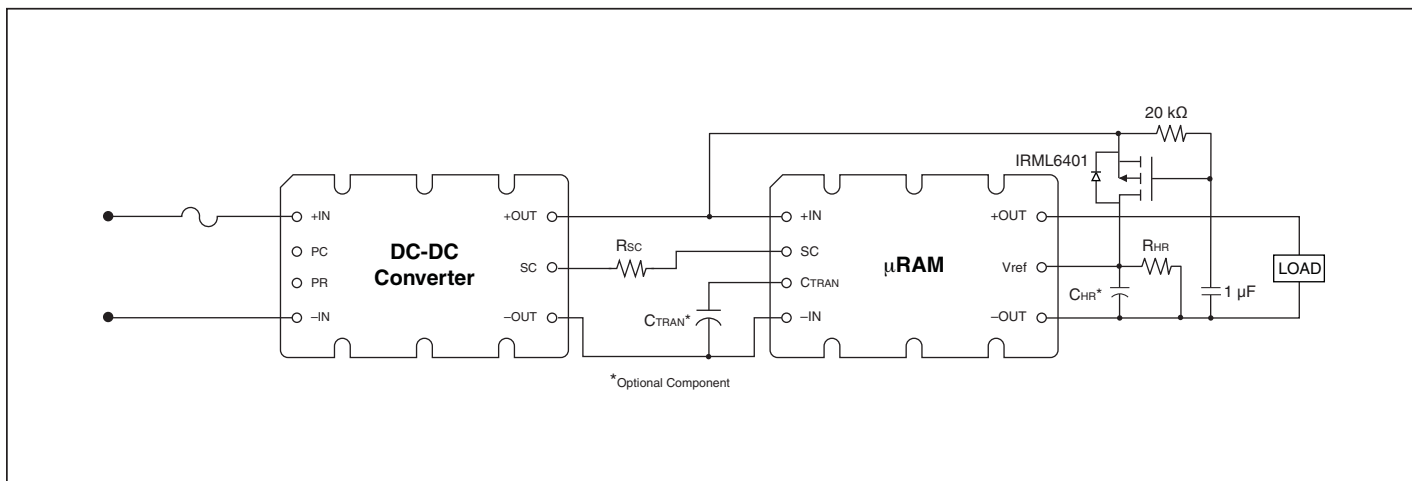 20 kΩ
IRML6401
+IN
PC
PR
–IN
DC-DC
Converter
+OUT
SC
–OUT
RSC
CTRAN*
*Optional Component
+IN
SC
CTRAN
–IN
µRAM
+OUT
Vref
–OUT
RHR
CHR*
1 µF
LOAD